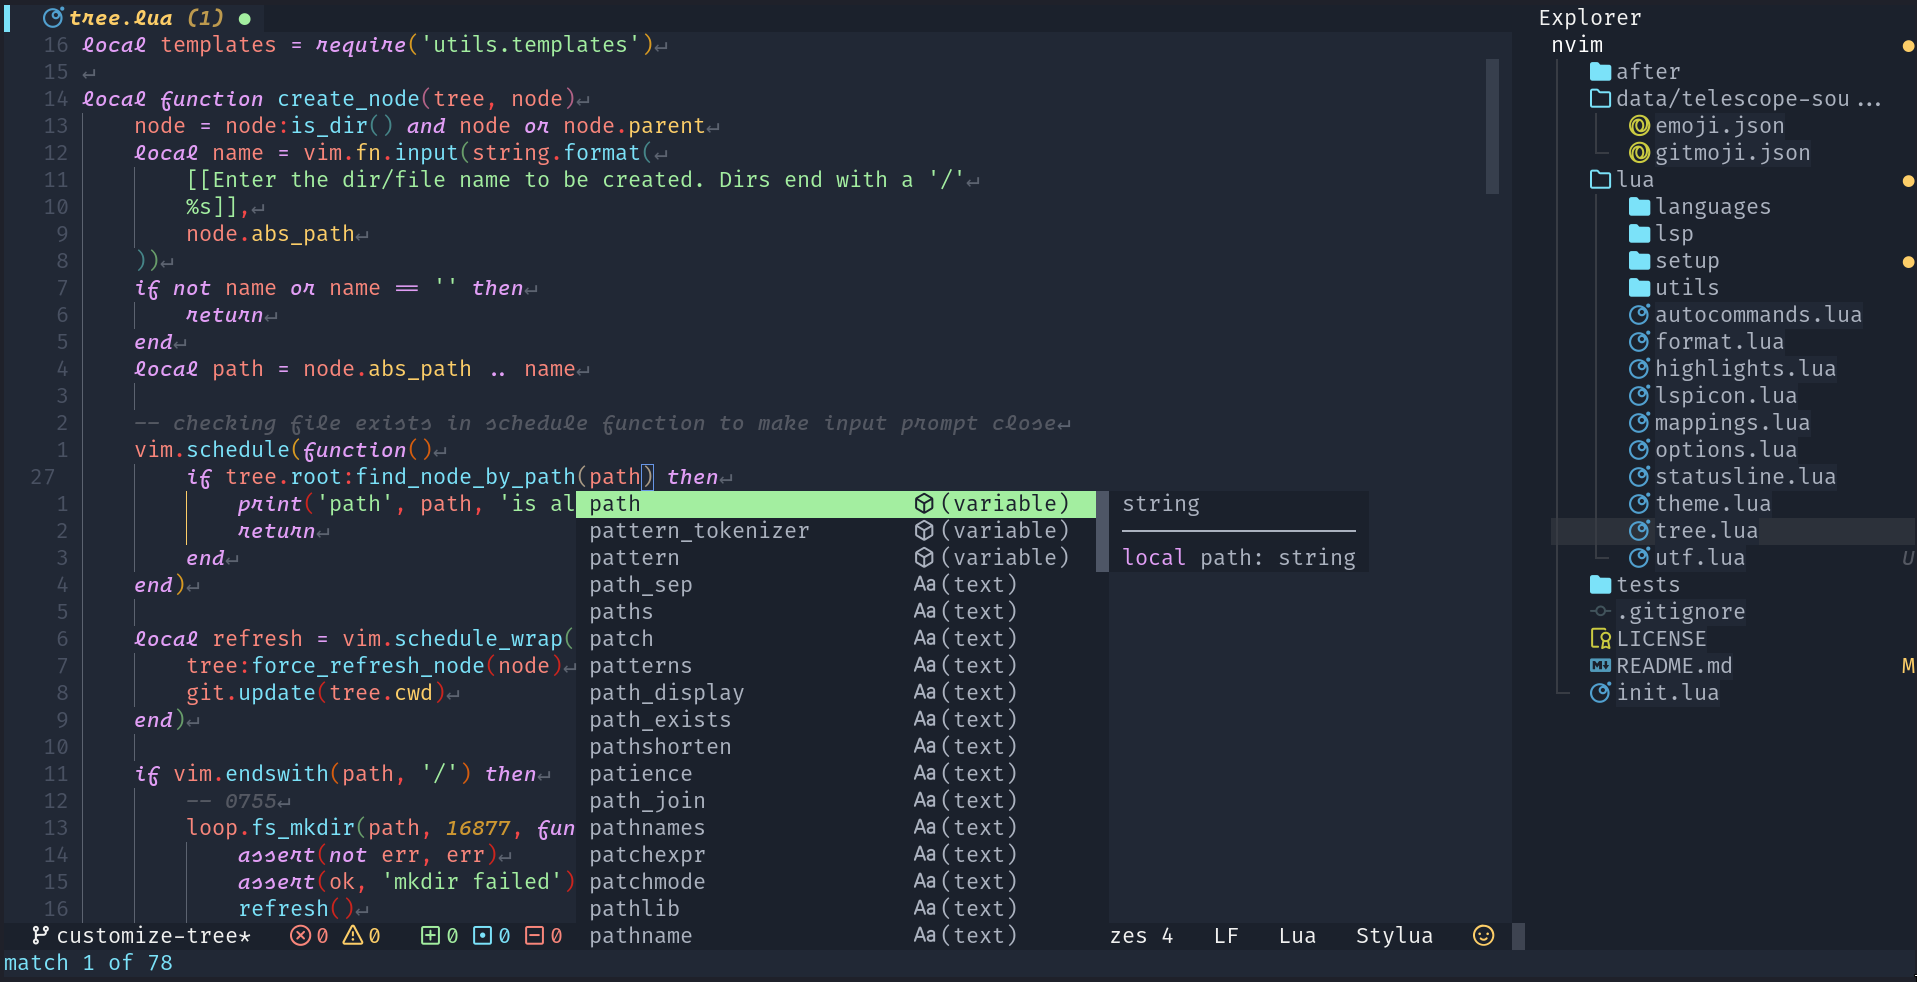 tree.lua (1) ●
16 local templates = require('utils.templates')↵
15 ↵
14 local function create_node(tree, node)↵
13 node = node:is_dir() and node or node.parent↵
12 local name = vim.fn.input(string.format(↵
11 [[Enter the dir/file name to be created. Dirs end with a '/'↵
10 %s]],↵
9 node.abs_path↵
8 ))↵
7 if not name or name == '' then↵
6 return↵
5 end↵
4 local path = node.abs_path .. name↵
3
2 -- checking file exists in schedule function to make input prompt close↵
1 vim.schedule(function()↵
27 if tree.root:find_node_by_path(path) then↵
1 print('path', path, 'is al
2 return↵
3 end↵
4 end)↵
5
6 local refresh = vim.schedule_wrap(
7 tree:force_refresh_node(node)↵
8 git.update(tree.cwd)↵
9 end)↵
10
11 if vim.endswith(path, '/') then↵
12 -- 0755↵
13 loop.fs_mkdir(path, 16877, fun
14 assert(not err, err)↵
15 assert(ok, 'mkdir failed')
16 refresh()↵
path (variable)
pattern_tokenizer (variable)
pattern (variable)
path_sep Aa(text)
paths Aa(text)
patch Aa(text)
patterns Aa(text)
path_display Aa(text)
path_exists Aa(text)
pathshorten Aa(text)
patience Aa(text)
path_join Aa(text)
pathnames Aa(text)
patchexpr Aa(text)
patchmode Aa(text)
pathlib Aa(text)
pathname Aa(text)
string
local path: string
customize-tree* 0 0 0 0 0
zes 4 LF Lua Stylua
match 1 of 78
Explorer
nvim
after
data/telescope-sou...
emoji.json
gitmoji.json
lua
languages
lsp
setup
utils
autocommands.lua
format.lua
highlights.lua
lspicon.lua
mappings.lua
options.lua
statusline.lua
theme.lua
tree.lua
utf.lua U
tests
.gitignore
LICENSE
README.md M
init.lua